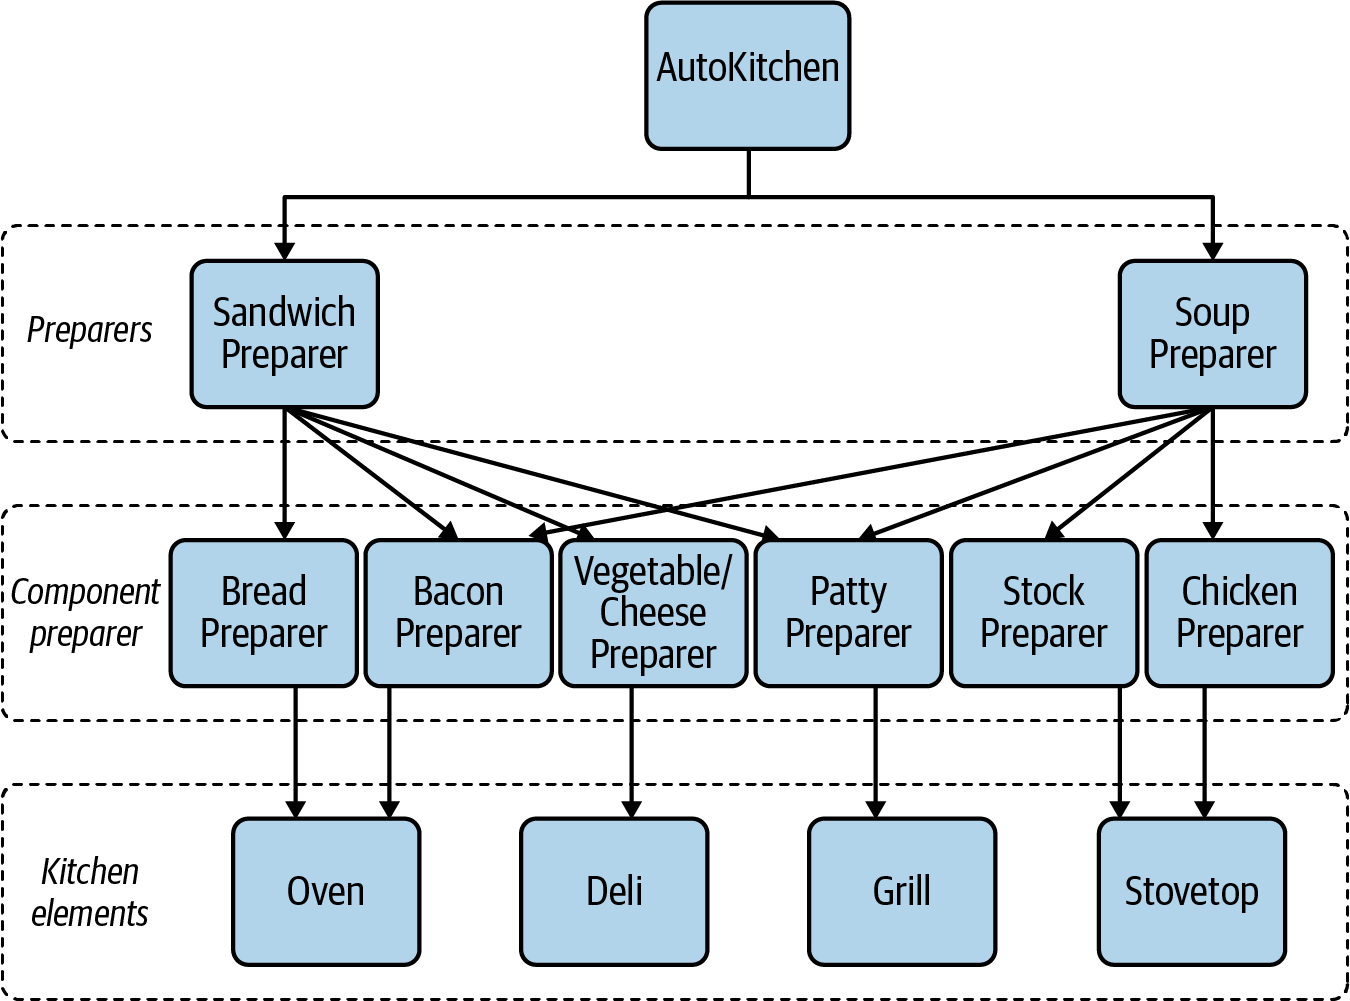 AutoKitchen
Preparers
Sandwich
Preparer
Soup
Preparer
Component
preparer
Bread
Preparer
Bacon
Preparer
Vegetable/
Cheese
Preparer
Patty
Preparer
Stock
Preparer
Chicken
Preparer
Kitchen
elements
Oven
Deli
Grill
Stovetop